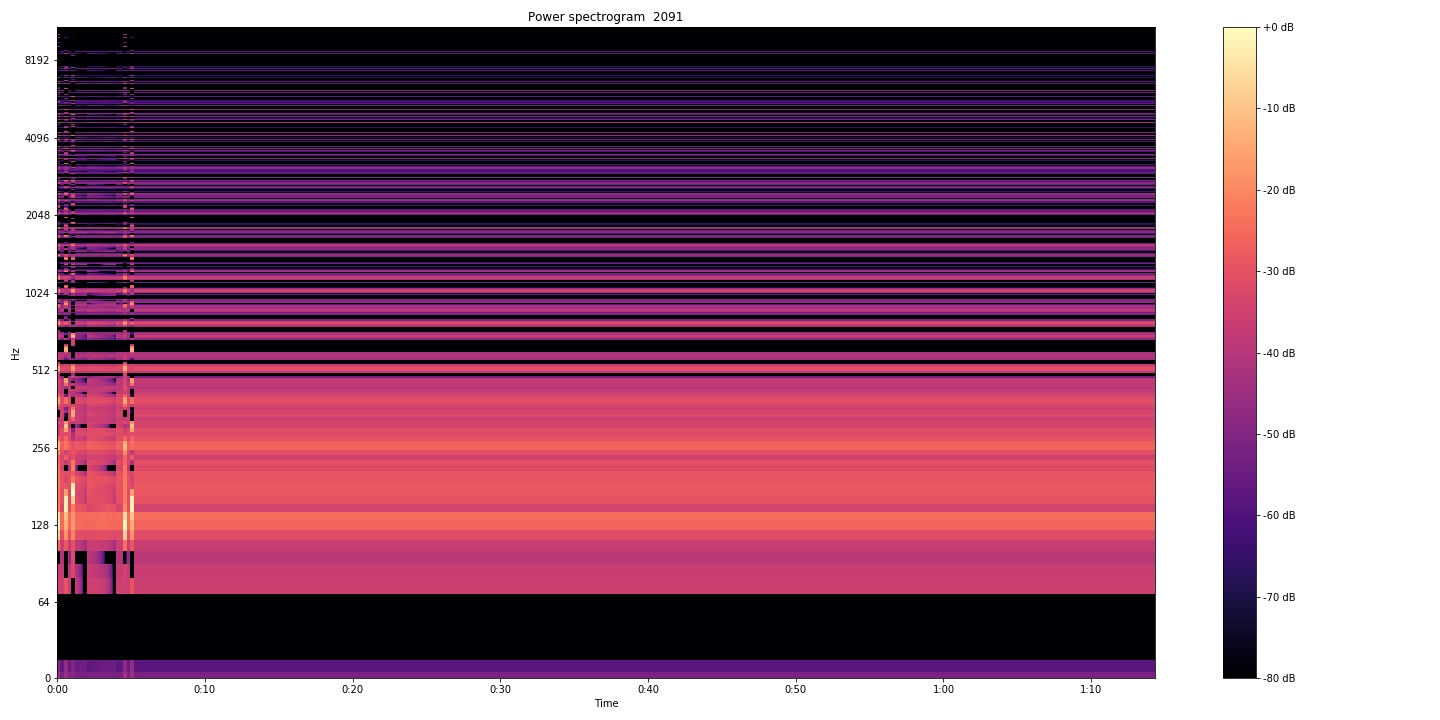 Power spectrogram  2091
Hz
8192
4096
2048
1024
512
256
128
64
0
0:00 0:10 0:20 0:30 0:40 0:50 1:00 1:10
Time
+0 dB
-10 dB
-20 dB
-30 dB
-40 dB
-50 dB
-60 dB
-70 dB
-80 dB